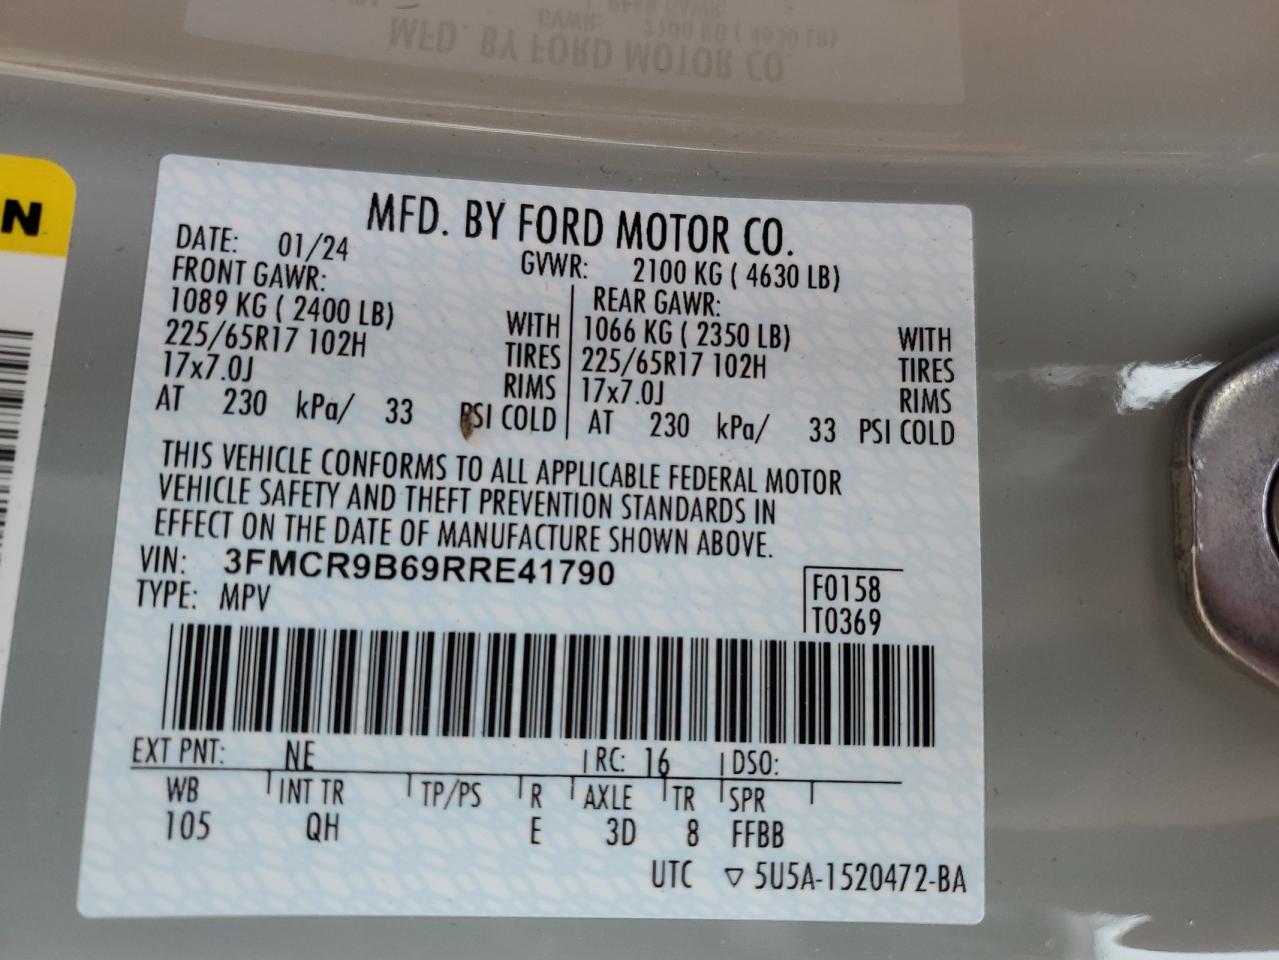 MFD. BY FORD MOTOR CO.
GVWR: 2100 KG ( 4630 LB)
N
MFD. BY FORD MOTOR CO.
DATE: 01/24 GVWR: 2100 KG ( 4630 LB)
FRONT GAWR: REAR GAWR:
1089 KG ( 2400 LB) WITH 1066 KG ( 2350 LB) WITH
225/65R17 102H TIRES 225/65R17 102H TIRES
17x7.0J RIMS 17x7.0J RIMS
AT 230 kPa/ 33 PSI COLD AT 230 kPa/ 33 PSI COLD
THIS VEHICLE CONFORMS TO ALL APPLICABLE FEDERAL MOTOR
VEHICLE SAFETY AND THEFT PREVENTION STANDARDS IN
EFFECT ON THE DATE OF MANUFACTURE SHOWN ABOVE.
VIN: 3FMCR9B69RRE41790
TYPE: MPV
F0158
T0369
EXT PNT: NE RC: 16 DSO:
WB INT TR TP/PS R AXLE TR SPR
105 QH E 3D 8 FFBB
UTC ▽ 5U5A-1520472-BA